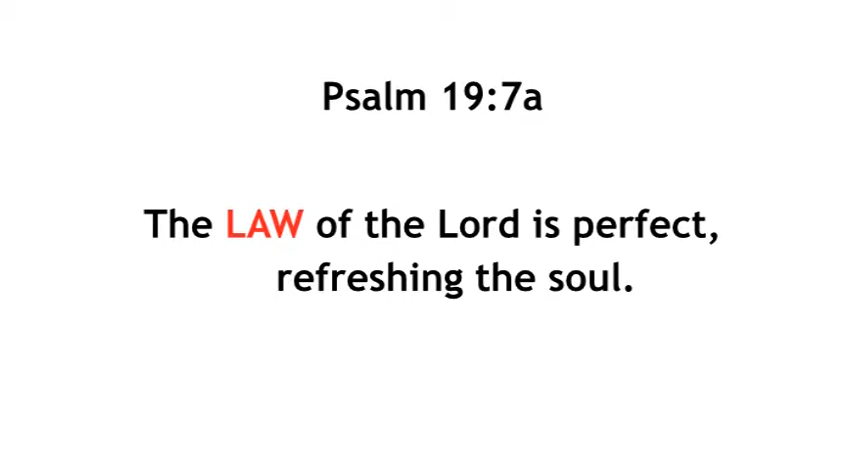 Psalm 19:7a
The LAW of the Lord is perfect,
refreshing the soul.